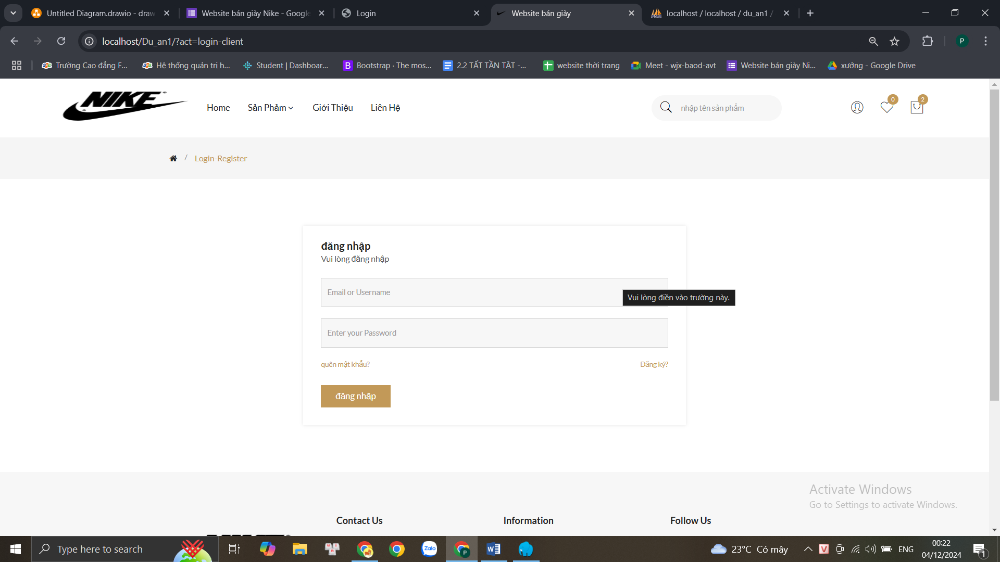 Untitled Diagram.drawio - draw
Website bán giày Nike - Google
Login
Website bán giày
localhost / localhost / du_an1 /
localhost/Du_an1/?act=login-client
P
Trường Cao đẳng F...
Hệ thống quản trị h...
Student | Dashboar...
Bootstrap · The mos...
2.2 TẤT TẦN TẬT -...
website thời trang
Meet - wjx-baod-avt
Website bán giày Ni...
xưởng - Google Drive
NIKE
Home
Sản Phẩm
Giới Thiệu
Liên Hệ
nhập tên sản phẩm
0
2
/ Login-Register
đăng nhập
Vui lòng đăng nhập
Email or Username
Vui lòng điền vào trường này.
Enter your Password
quên mật khẩu?
Đăng ký?
đăng nhập
Activate Windows
Go to Settings to activate Windows.
Contact Us
Information
Follow Us
Type here to search
Zalo
P
W
23°C Có mây
V
ENG
00:22
04/12/2024
1